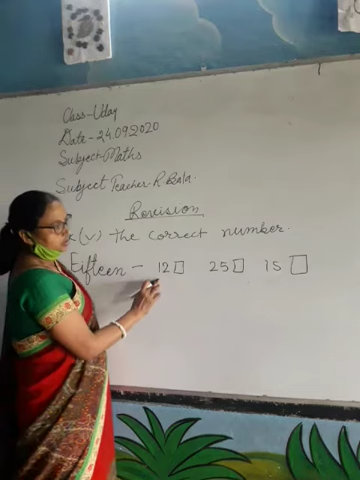 Class-Uday
Date-24.09.2020
Subject-Maths
Subject Teacher-R Bala.
Revision
(✓) the correct number.
Fifteen - 12 □ 25 □ 15 □